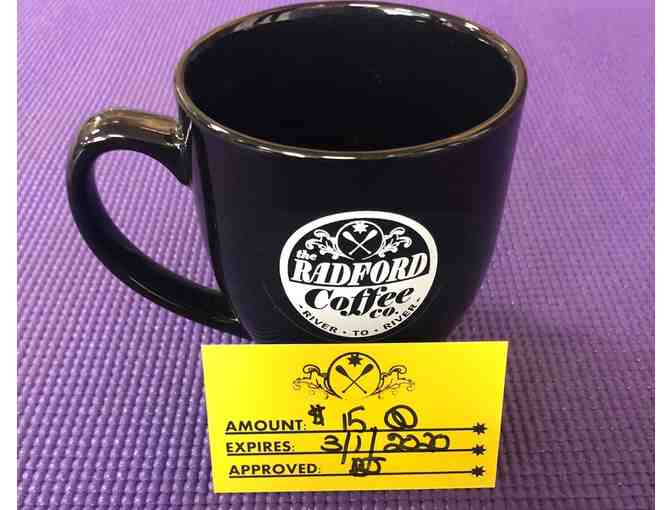 the
RADFORD
Coffee
CO.
• RIVER • TO • RIVER •
AMOUNT: $ 15.00
EXPIRES: 3/1/2020
APPROVED: